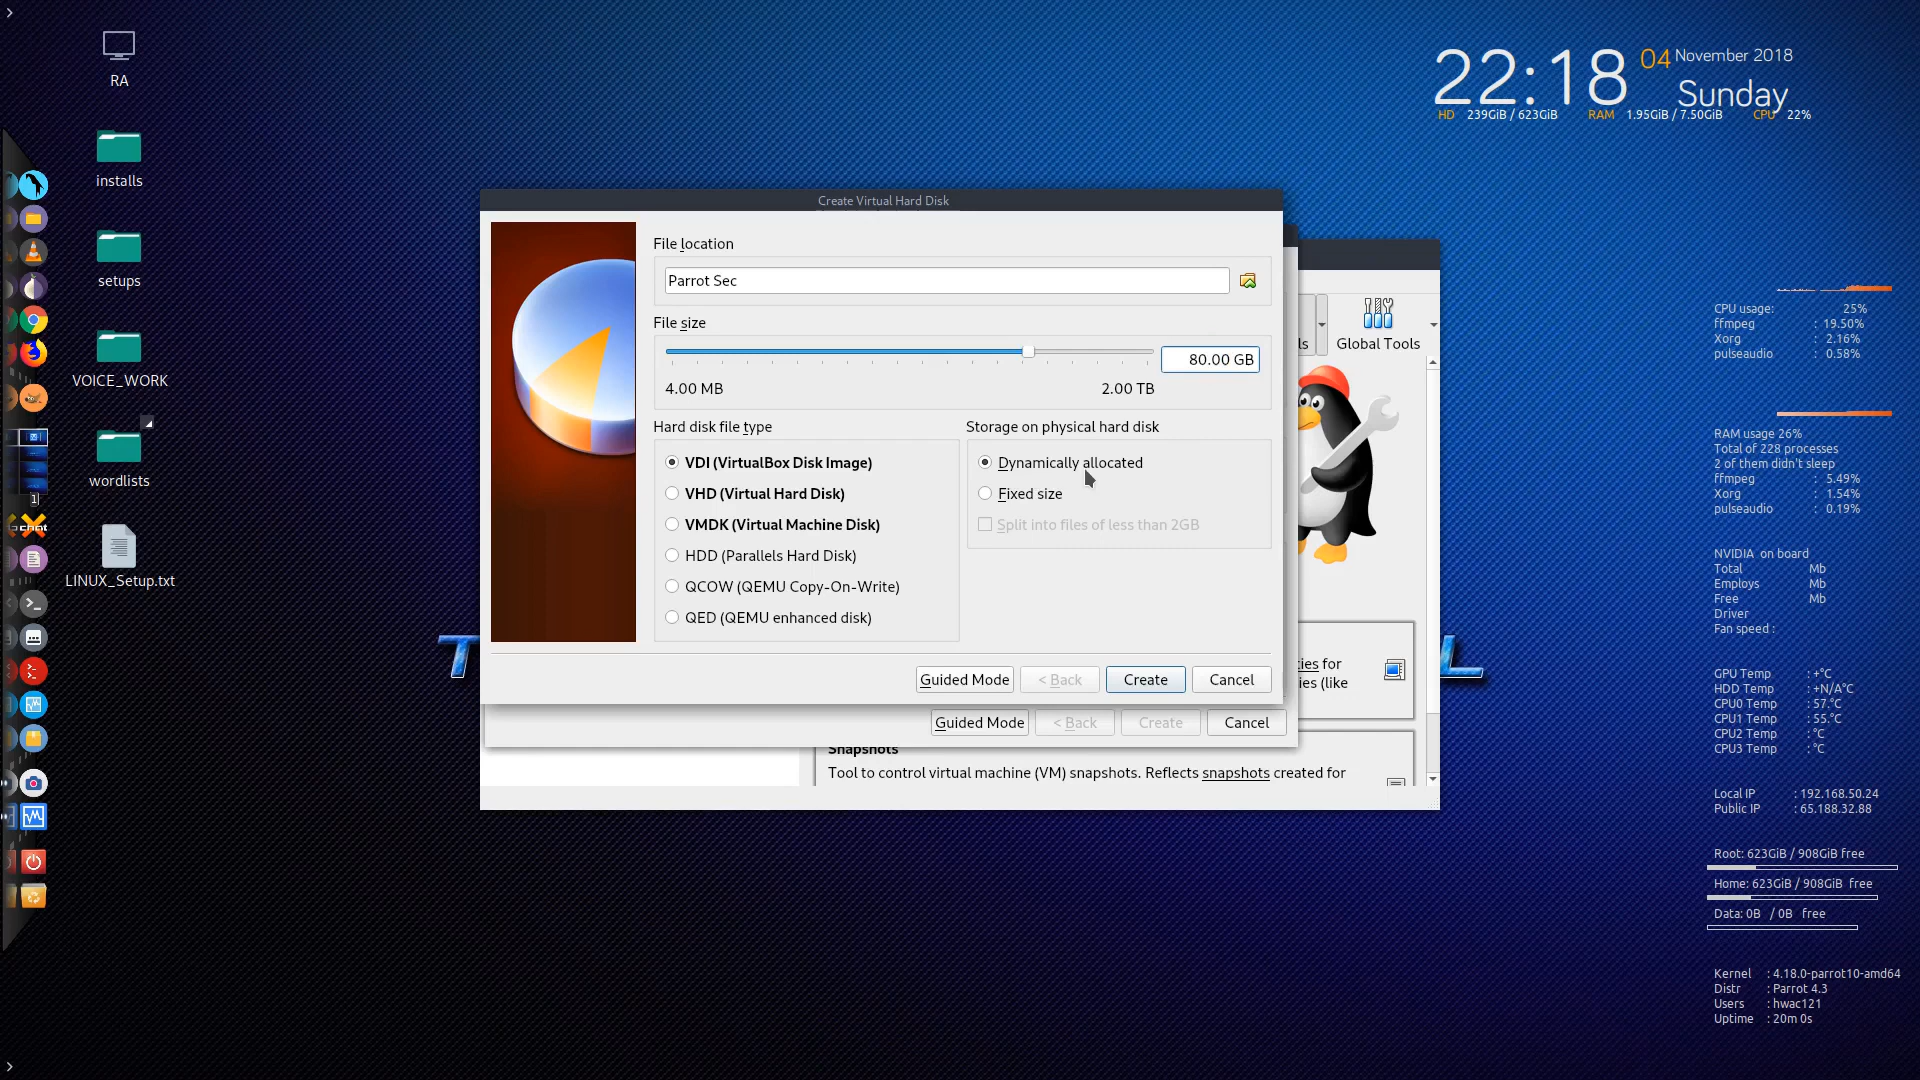 RA
installs
setups
VOICE_WORK
wordlists
LINUX_Setup.txt
1
22:18 04 November 2018
Sunday
HD 239GiB / 623GiB RAM 1.95GiB / 7.50GiB CPU 22%
Create Virtual Hard Disk
File location
Parrot Sec
File size
80.00 GB
4.00 MB 2.00 TB
Hard disk file type
VDI (VirtualBox Disk Image)
VHD (Virtual Hard Disk)
VMDK (Virtual Machine Disk)
HDD (Parallels Hard Disk)
QCOW (QEMU Copy-On-Write)
QED (QEMU enhanced disk)
Storage on physical hard disk
Dynamically allocated
Fixed size
Split into files of less than 2GB
Guided Mode < Back Create Cancel
Guided Mode < Back Create Cancel
ls Global Tools
ties for
ies (like
Snapshots
Tool to control virtual machine (VM) snapshots. Reflects snapshots created for
T
L
CPU usage: 25%
ffmpeg : 19.50%
Xorg : 2.16%
pulseaudio : 0.58%
RAM usage 26%
Total of 228 processes
2 of them didn't sleep
ffmpeg : 5.49%
Xorg : 1.54%
pulseaudio : 0.19%
NVIDIA on board
Total Mb
Employs Mb
Free Mb
Driver
Fan speed :
GPU Temp : +°C
HDD Temp : +N/A°C
CPU0 Temp : 57.°C
CPU1 Temp : 55.°C
CPU2 Temp : °C
CPU3 Temp : °C
Local IP : 192.168.50.24
Public IP : 65.188.32.88
Root: 623GiB / 908GiB free
Home: 623GiB / 908GiB free
Data: 0B / 0B free
Kernel : 4.18.0-parrot10-amd64
Distr : Parrot 4.3
Users : hwac121
Uptime : 20m 0s